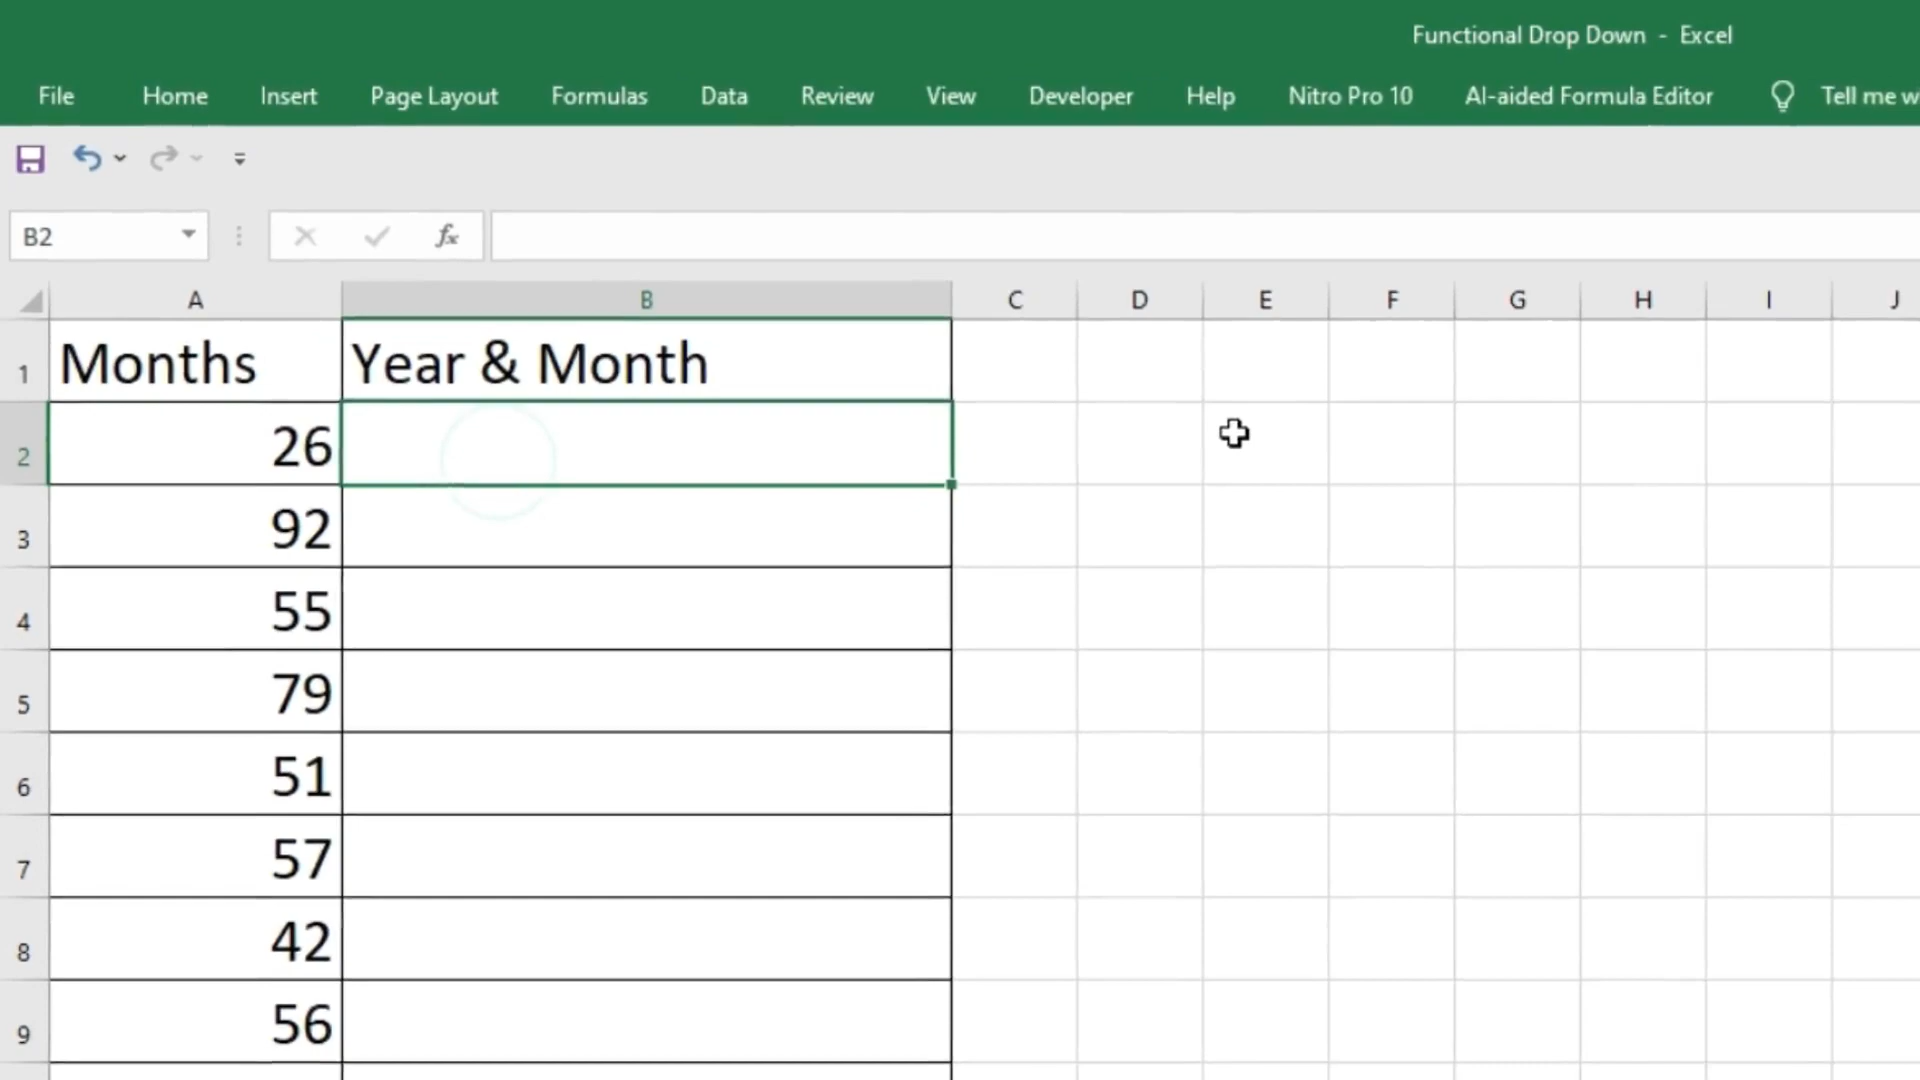 Functional Drop Down - Excel
File Home Insert Page Layout Formulas Data Review View Developer Help Nitro Pro 10 AI-aided Formula Editor Tell me w
B2 fx
A B C D E F G H I J
1 Months Year & Month
2 26
3 92
4 55
5 79
6 51
7 57
8 42
9 56